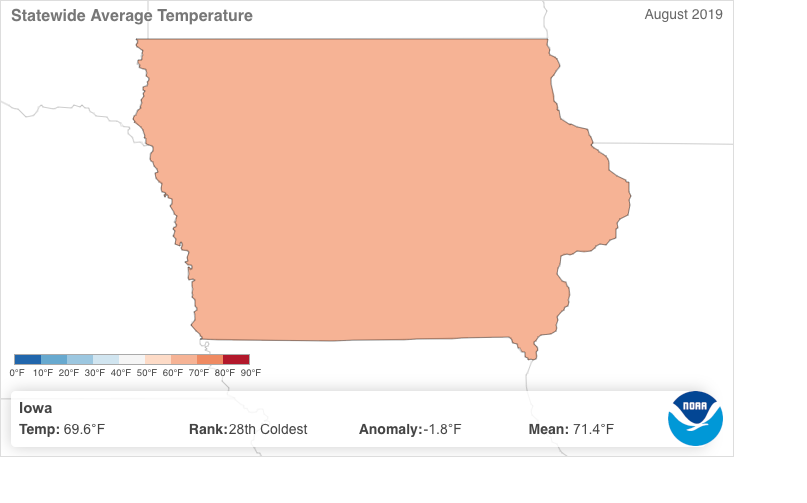 Statewide Average Temperature
August 2019
0°F 10°F 20°F 30°F 40°F 50°F 60°F 70°F 80°F 90°F
Iowa
Temp: 69.6°F Rank:28th Coldest Anomaly:-1.8°F Mean: 71.4°F
NOAA